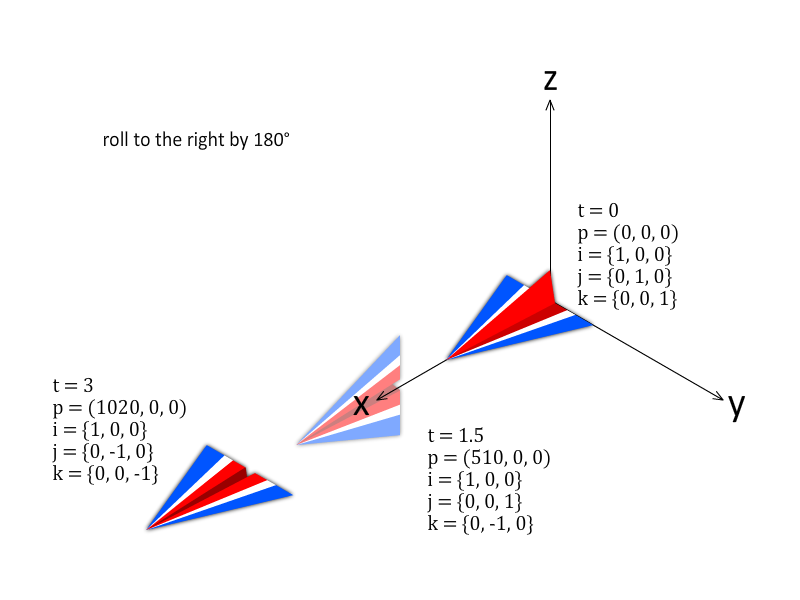 z
roll to the right by 180°
t = 0
p = (0, 0, 0)
i = {1, 0, 0}
j = {0, 1, 0}
k = {0, 0, 1}
t = 3
p = (1020, 0, 0)
i = {1, 0, 0}
j = {0, -1, 0}
k = {0, 0, -1}
x
y
t = 1.5
p = (510, 0, 0)
i = {1, 0, 0}
j = {0, 0, 1}
k = {0, -1, 0}